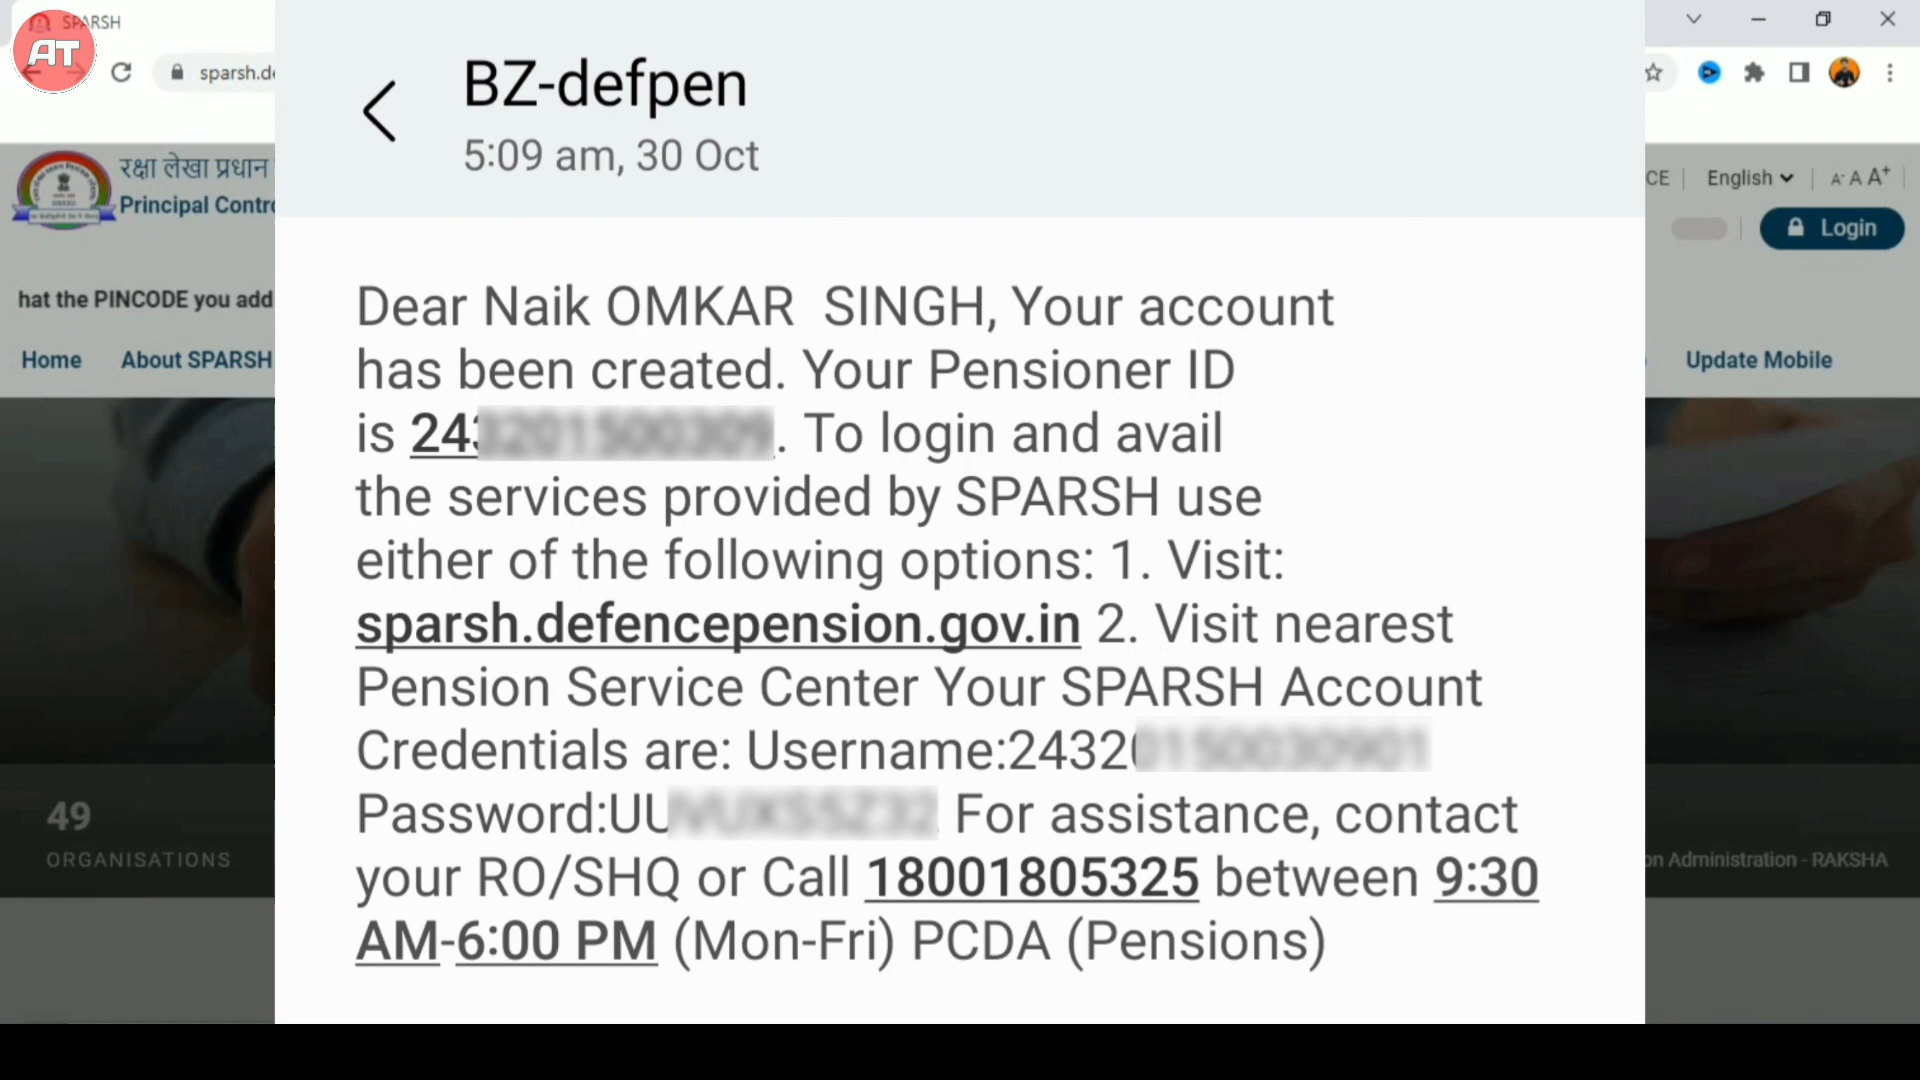 SPARSH
AT
sparsh.de
BZ-defpen
5:09 am, 30 Oct
रक्षा लेखा प्रधान
Principal Contro
CE
English
A- A A+
Login
hat the PINCODE you add
Home
About SPARSH
Update Mobile
Dear Naik OMKAR SINGH, Your account
has been created. Your Pensioner ID
is 24 . To login and avail
the services provided by SPARSH use
either of the following options: 1. Visit:
sparsh.defencepension.gov.in 2. Visit nearest
Pension Service Center Your SPARSH Account
Credentials are: Username:2432
Password:UU For assistance, contact
your RO/SHQ or Call 18001805325 between 9:30
AM-6:00 PM (Mon-Fri) PCDA (Pensions)
49
ORGANISATIONS
on Administration - RAKSHA